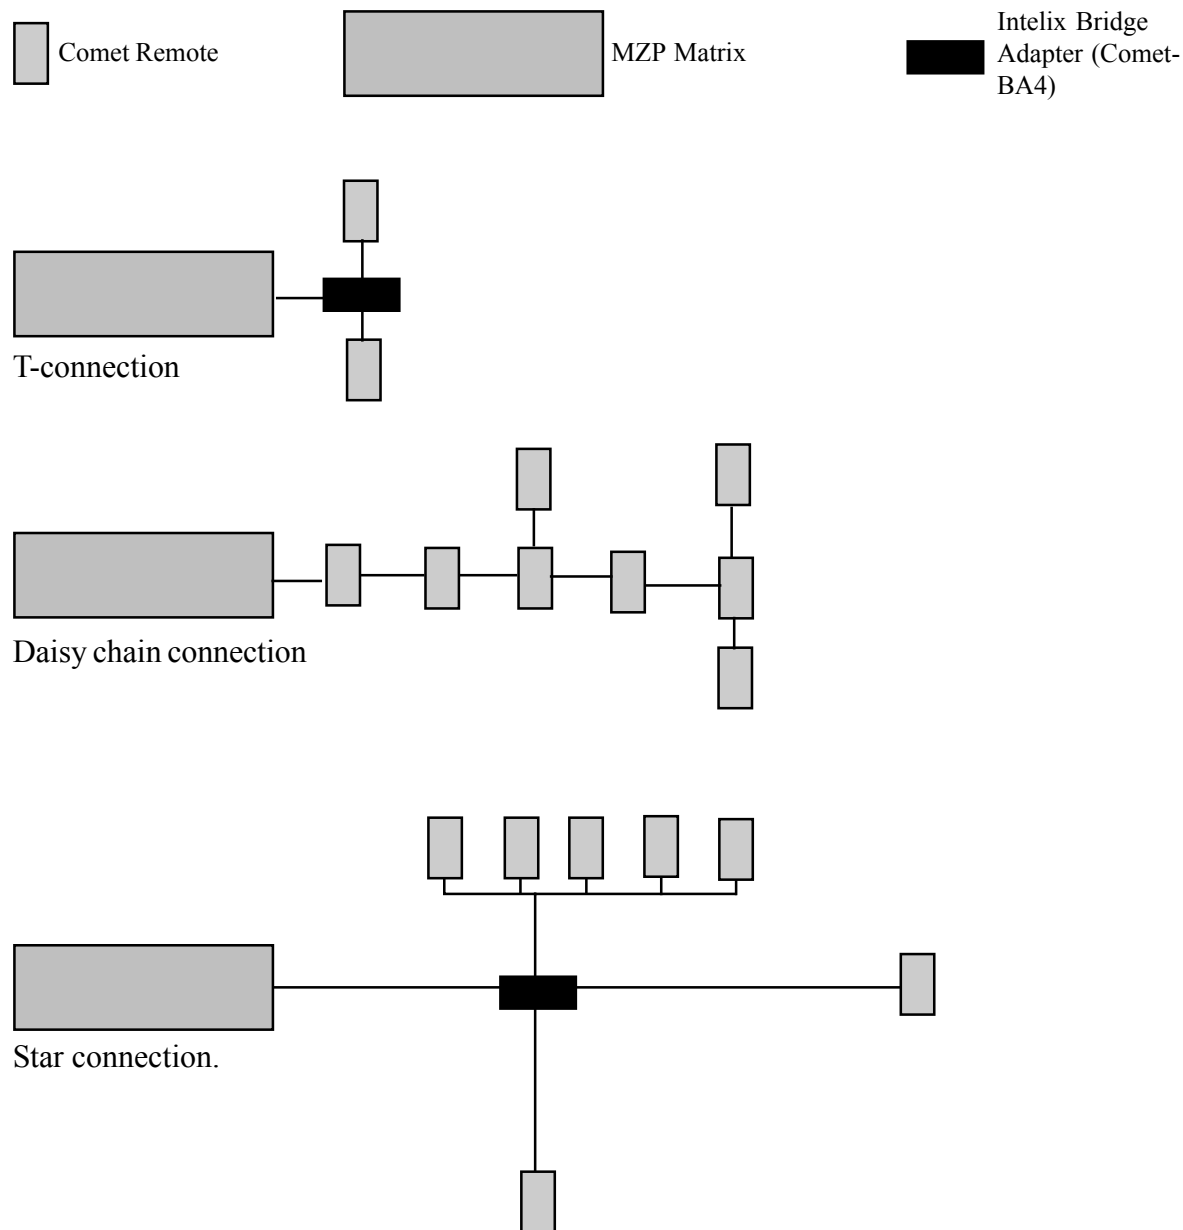 Comet Remote
MZP Matrix
Intelix Bridge
Adapter (Comet-
BA4)
T-connection
Daisy chain connection
Star connection.